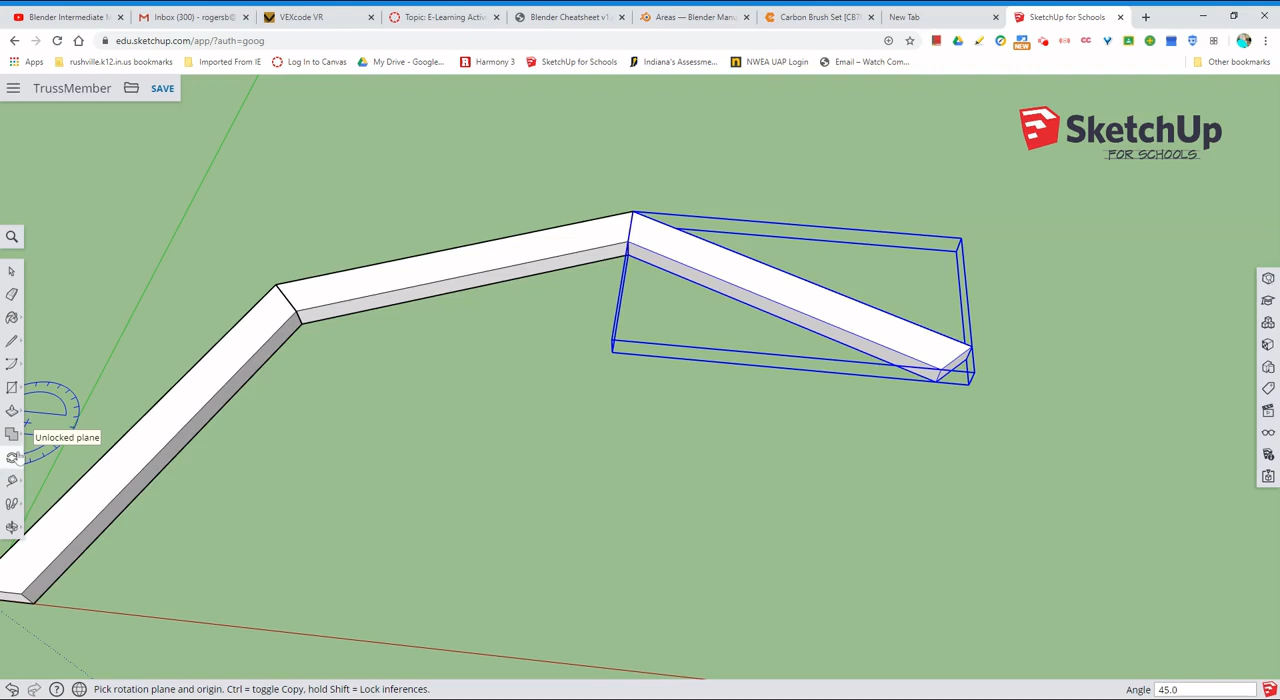 Blender Intermediate M
Inbox (300) - rogersb@
VEXcode VR
Topic: E-Learning Activ
Blender Cheatsheet v1.
Areas — Blender Manu
Carbon Brush Set [CB70
New Tab
SketchUp for Schools
edu.sketchup.com/app/?auth=goog
NEW
CC
Apps
rushville.k12.in.us bookmarks
Imported From IE
Log In to Canvas
My Drive - Google...
Harmony 3
SketchUp for Schools
Indiana's Assessme...
NWEA UAP Login
Email – Watch Com...
Other bookmarks
TrussMember
SAVE
SketchUp
FOR SCHOOLS
Unlocked plane
Pick rotation plane and origin. Ctrl = toggle Copy, hold Shift = Lock inferences.
Angle 45.0